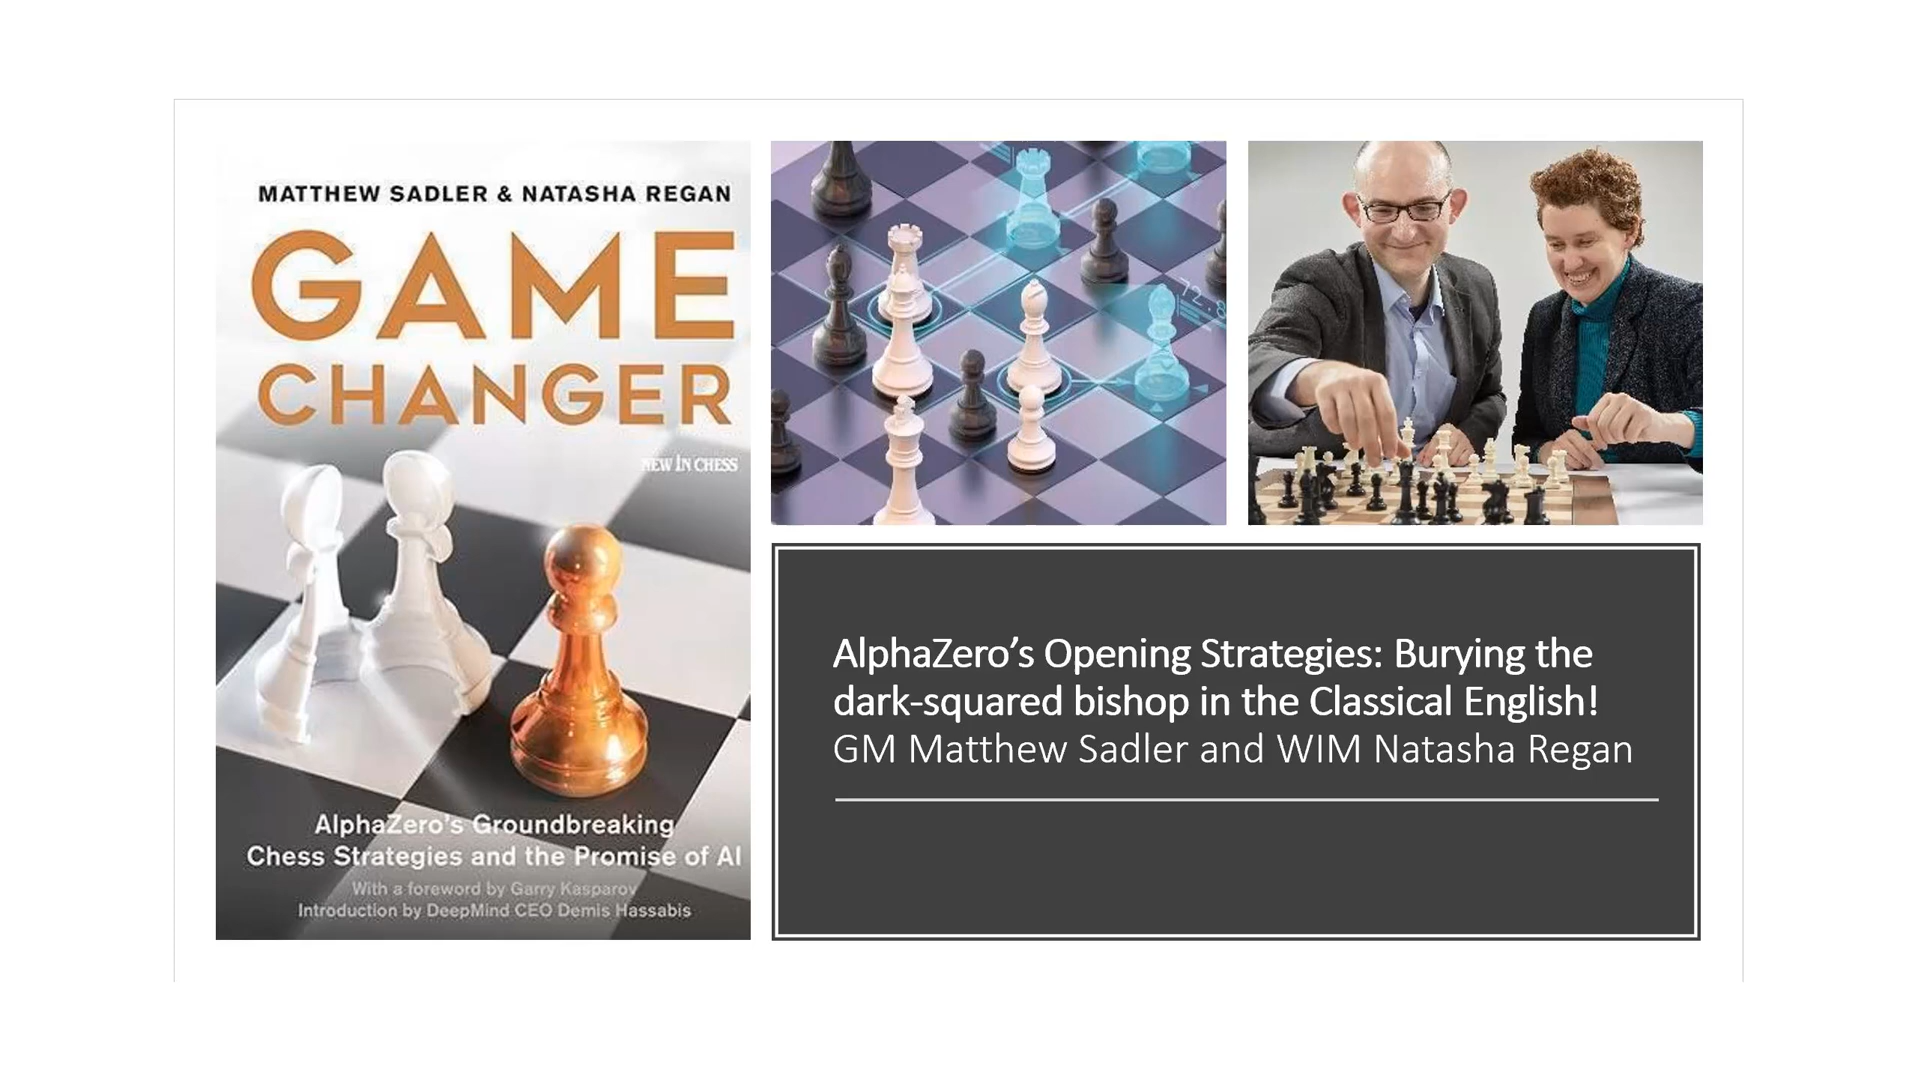 MATTHEW SADLER & NATASHA REGAN
GAME
CHANGER
NEW IN CHESS
AlphaZero's Groundbreaking
Chess Strategies and the Promise of AI
With a foreword by Garry Kasparov
Introduction by DeepMind CEO Demis Hassabis
72.8
AlphaZero’s Opening Strategies: Burying the
dark-squared bishop in the Classical English!
GM Matthew Sadler and WIM Natasha Regan